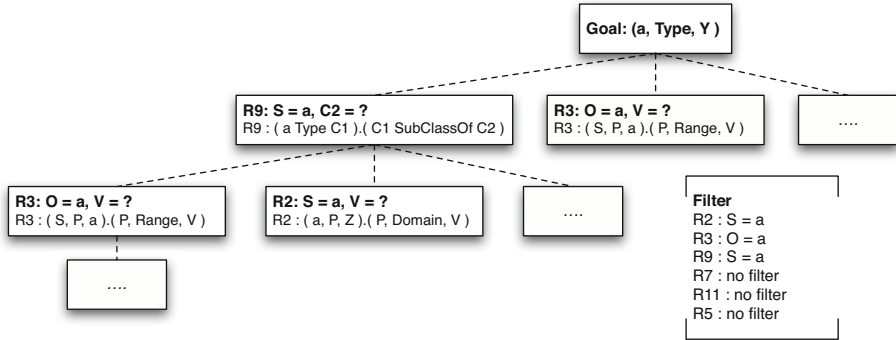 Goal: (a, Type, Y )
R9: S = a, C2 = ?
R9 : ( a Type C1 ).( C1 SubClassOf C2 )
R3: O = a, V = ?
R3 : ( S, P, a ).( P, Range, V )
....
R3: O = a, V = ?
R3 : ( S, P, a ).( P, Range, V )
R2: S = a, V = ?
R2 : ( a, P, Z ).( P, Domain, V )
....
....
Filter
R2 : S = a
R3 : O = a
R9 : S = a
R7 : no filter
R11 : no filter
R5 : no filter